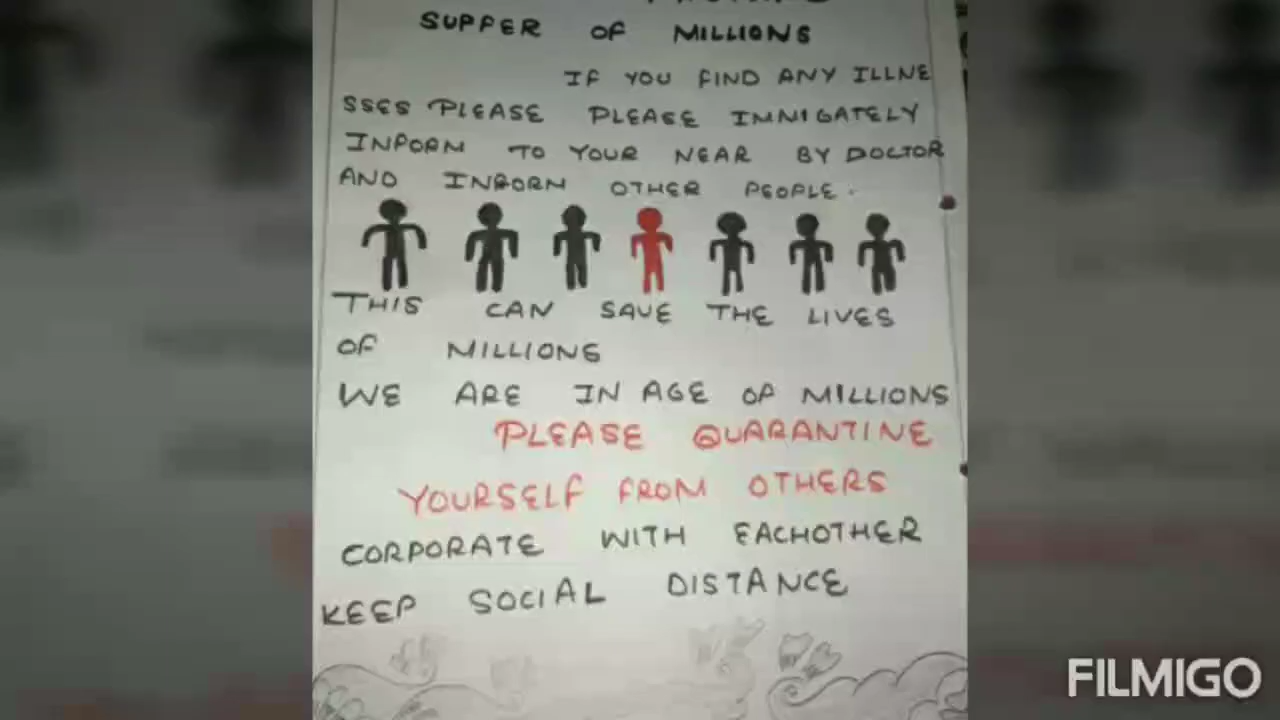 SUPFER OF MILLIONS
IF YOU FIND ANY ILLNE
SSES PLEASE PLEASE IMNIGATELY
INFORM TO YOUR NEAR BY DOCTOR
AND INFORM OTHER PEOPLE.
THIS CAN SAVE THE LIVES
OF MILLIONS
WE ARE IN AGE OF MILLIONS
PLEASE QUARANTINE
YOURSELF FROM OTHERS
CORPORATE WITH EACHOTHER
KEEP SOCIAL DISTANCE
FILMIGO